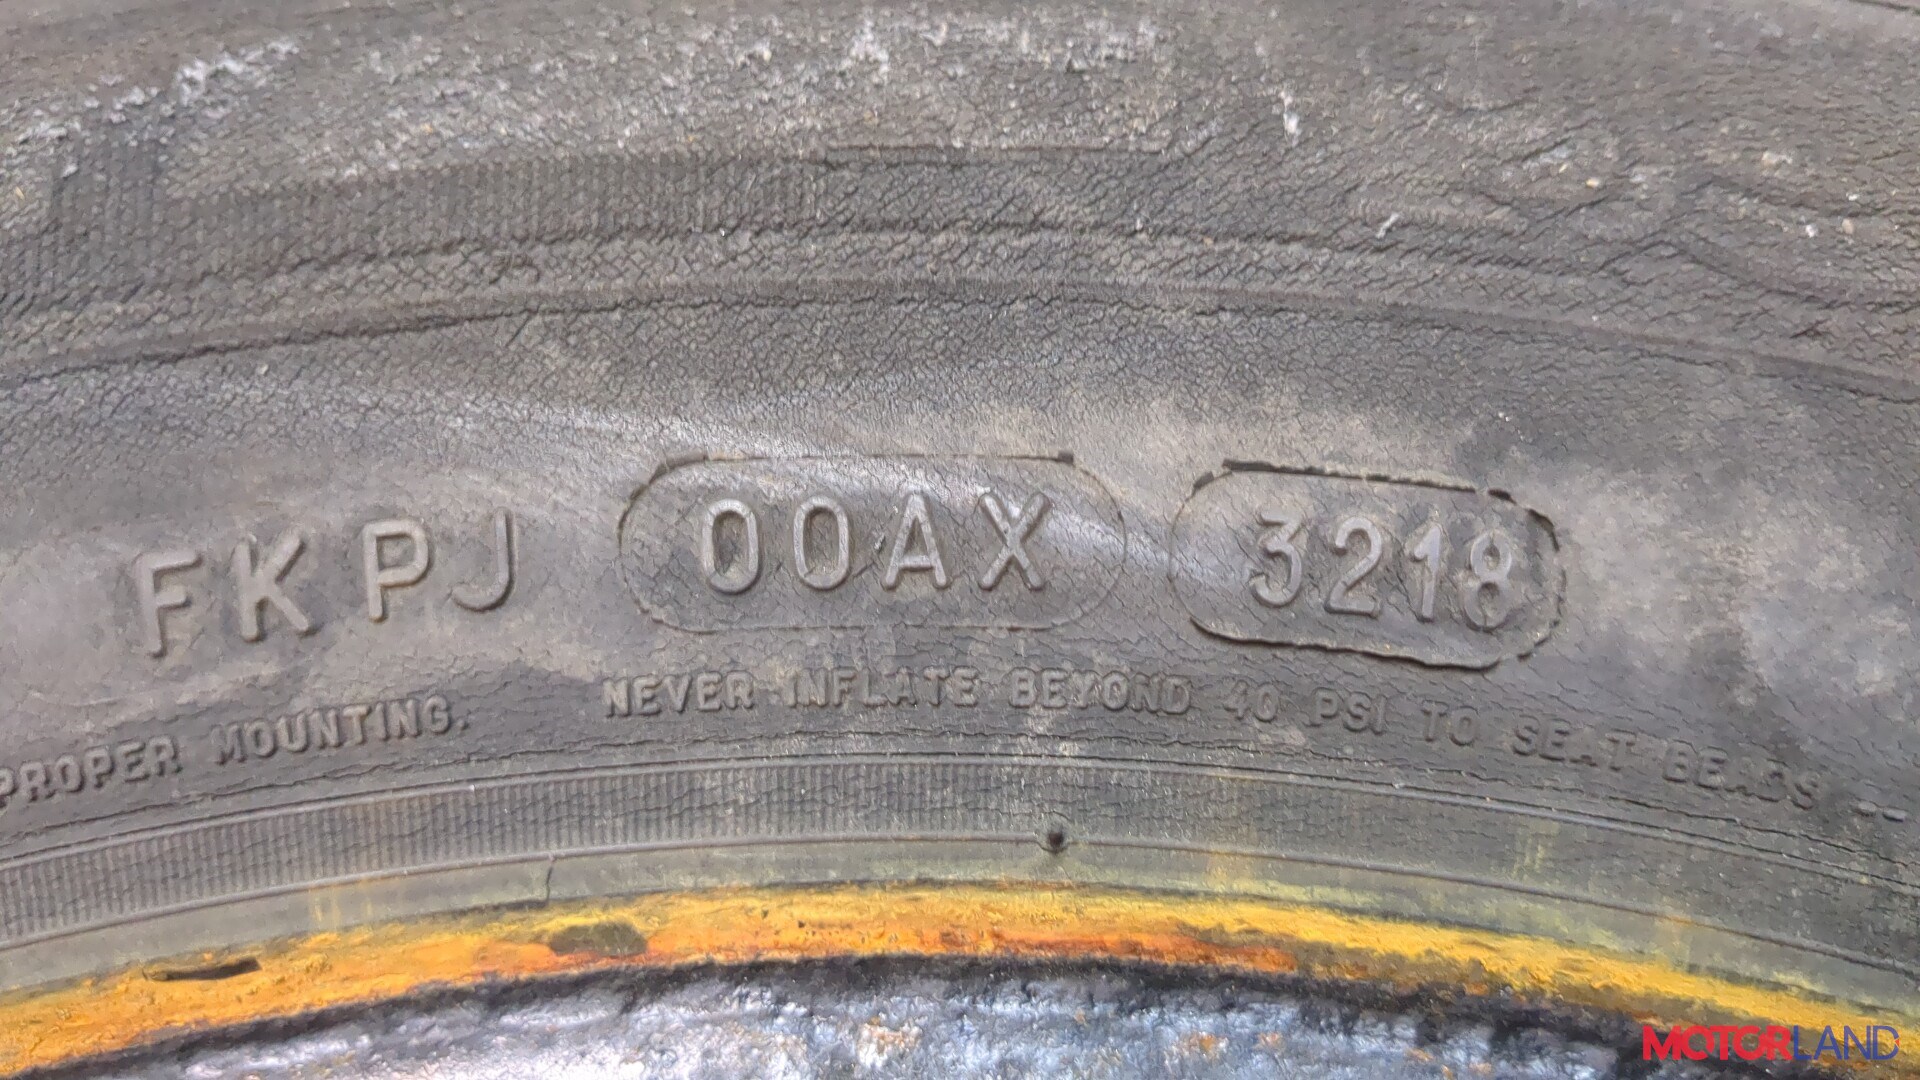 FKPJ 00AX 3218
PROPER MOUNTING. NEVER INFLATE BEYOND 40 PSI TO SEAT BEADS --
MOTORLAND